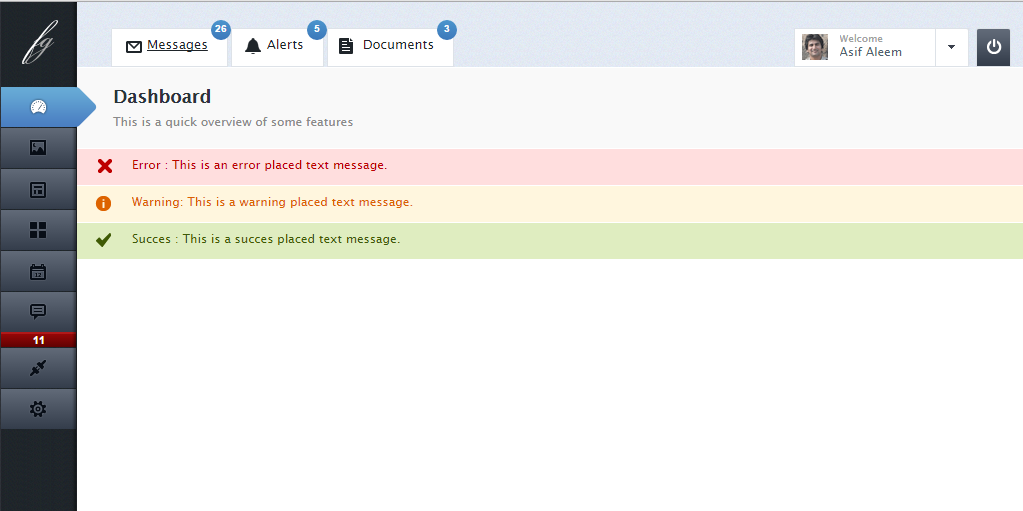 fg
26
5
3
Messages
Alerts
Documents
Welcome
Asif Aleem
Dashboard
This is a quick overview of some features
Error : This is an error placed text message.
Warning: This is a warning placed text message.
Succes : This is a succes placed text message.
12
11